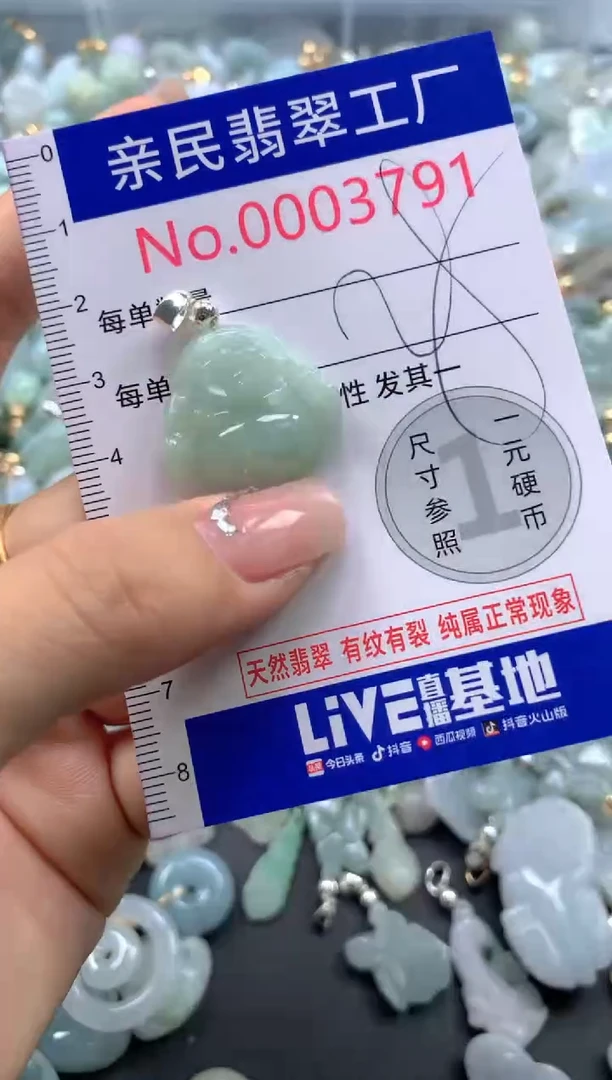 亲民翡翠工厂
No.0003791
每单
每单 性 发其一
0
1
2
3
4
7
8
1
尺寸参照
一元硬币
天然翡翠 有纹有裂 纯属正常现象
LiVE直播基地
头条 今日头条 抖音 西瓜视频 抖音火山版